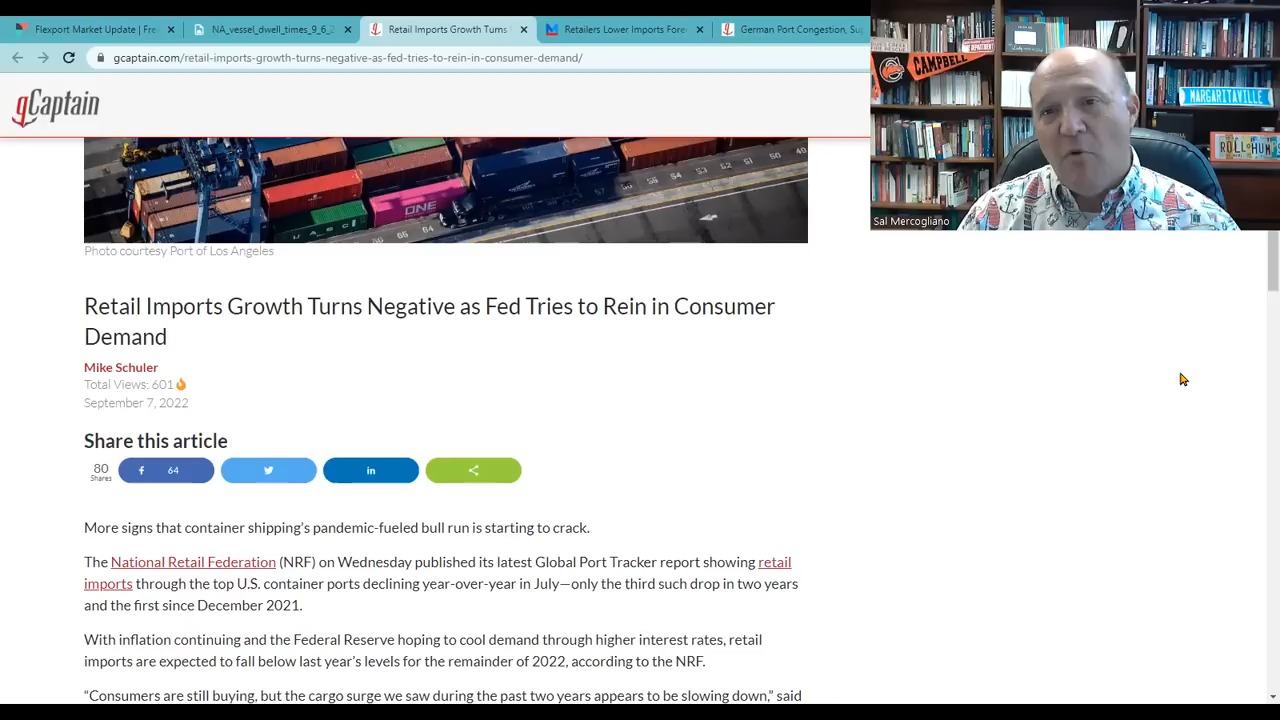 Flexport Market Update | Fre
NA_vessel_dwell_times_9_6_2
Retail Imports Growth Turns
Retailers Lower Imports Fore
German Port Congestion, Sup
gcaptain.com/retail-imports-growth-turns-negative-as-fed-tries-to-rein-in-consumer-demand/
gCaptain
CAMPBELL
MARGARITAVILLE
Sal Mercogliano
ONE
Photo courtesy Port of Los Angeles
Retail Imports Growth Turns Negative as Fed Tries to Rein in Consumer
Demand
Mike Schuler
Total Views: 601
September 7, 2022
Share this article
80
Shares
64
More signs that container shipping's pandemic-fueled bull run is starting to crack.
The National Retail Federation (NRF) on Wednesday published its latest Global Port Tracker report showing retail
imports through the top U.S. container ports declining year-over-year in July—only the third such drop in two years
and the first since December 2021.
With inflation continuing and the Federal Reserve hoping to cool demand through higher interest rates, retail
imports are expected to fall below last year's levels for the remainder of 2022, according to the NRF.
“Consumers are still buying, but the cargo surge we saw during the past two years appears to be slowing down,” said